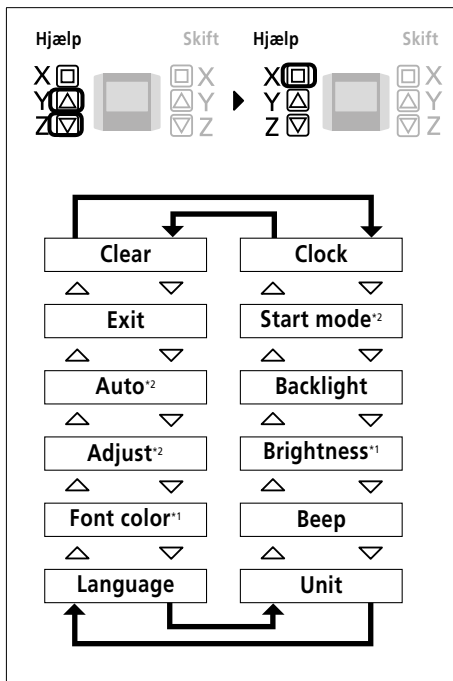 Hjælp Skift Hjælp Skift
X X X X
Y Y Y Y
Z Z Z Z
Clear Clock
Exit Start mode*2
Auto*2 Backlight
Adjust*2 Brightness*1
Font color*1 Beep
Language Unit